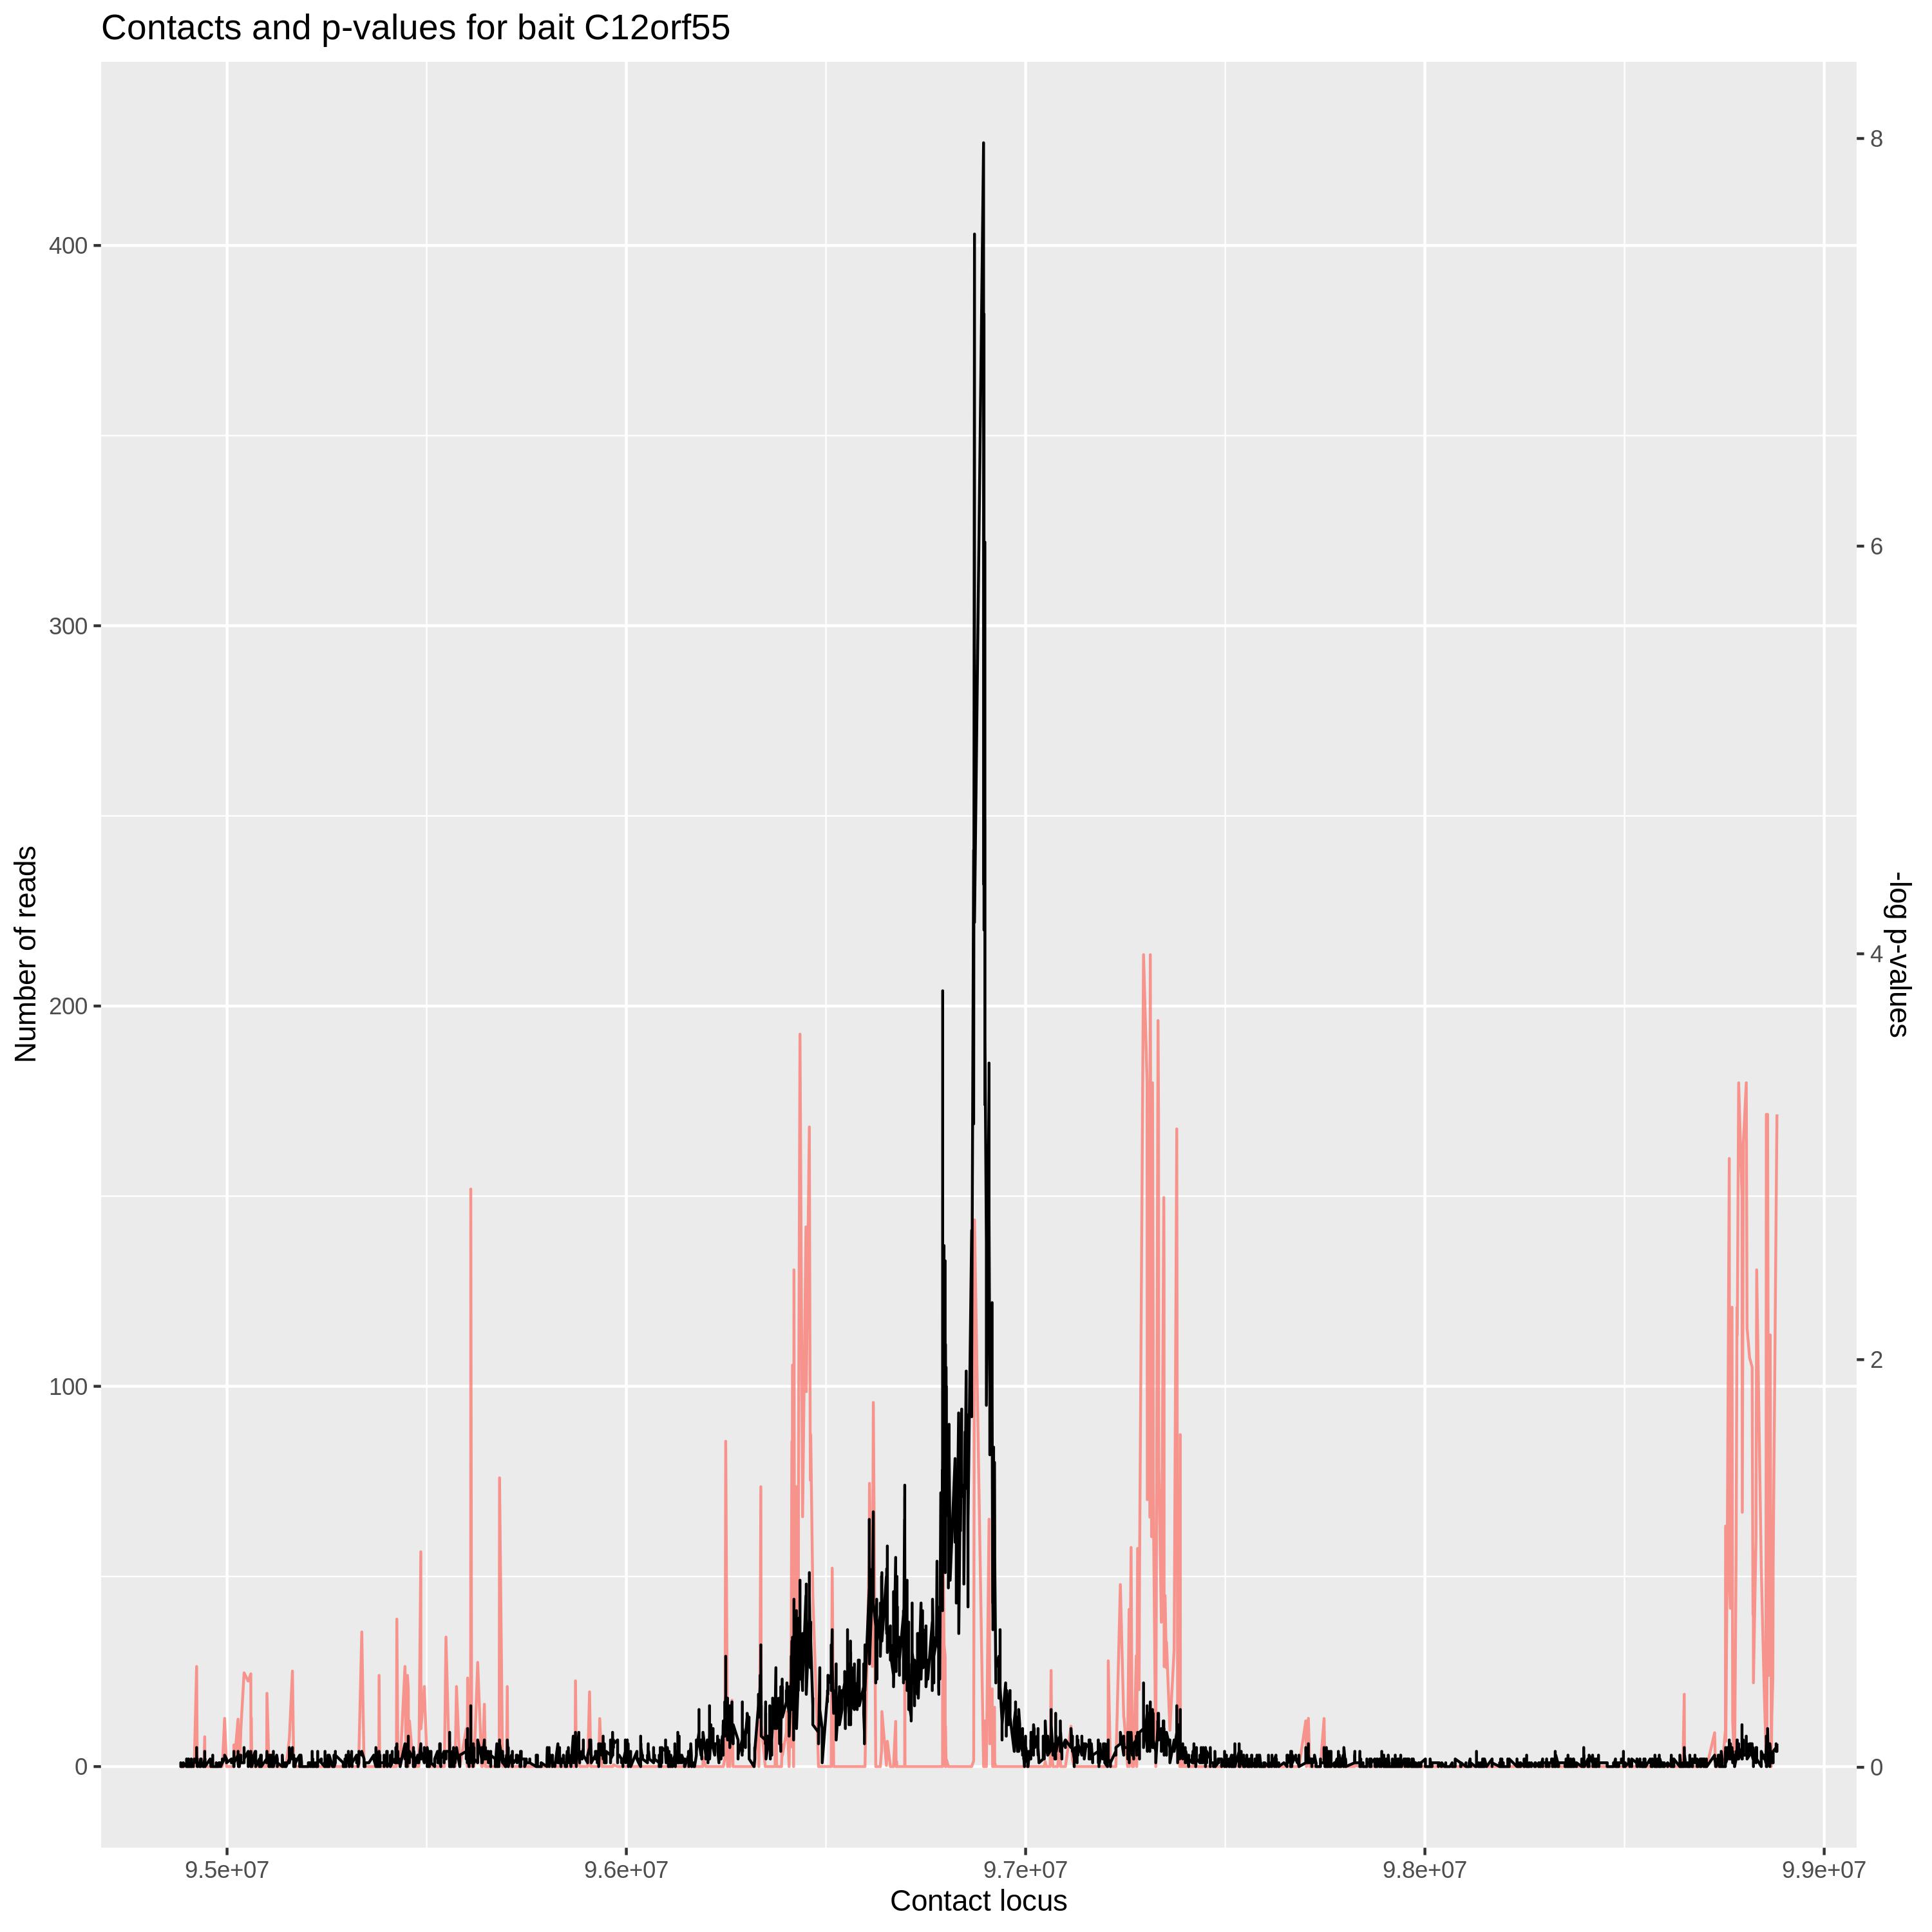 Contacts and p-values for bait C12orf55
Number of reads
400
300
200
100
0
8
6
4
2
0
-log p-values
9.5e+07 9.6e+07 9.7e+07 9.8e+07 9.9e+07
Contact locus